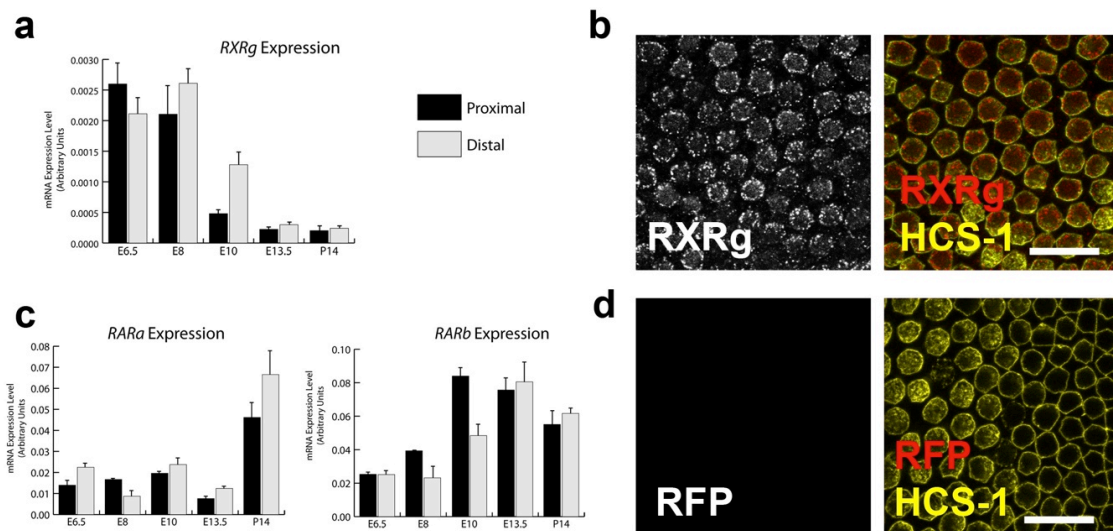 a
RXRg Expression
mRNA Expression Level
(Arbitrary Units)
0.0030
0.0025
0.0020
0.0015
0.0010
0.0005
0.0000
E6.5 E8 E10 E13.5 P14
Proximal
Distal
b
RXRg
RXRg
HCS-1
c
RARa Expression
mRNA Expression Level
(Arbitrary Units)
0.08
0.07
0.06
0.05
0.04
0.03
0.02
0.01
0.00
E6.5 E8 E10 E13.5 P14
RARb Expression
mRNA Expression Level
(Arbitrary Units)
0.10
0.08
0.06
0.04
0.02
0.00
E6.5 E8 E10 E13.5 P14
d
RFP
RFP
HCS-1